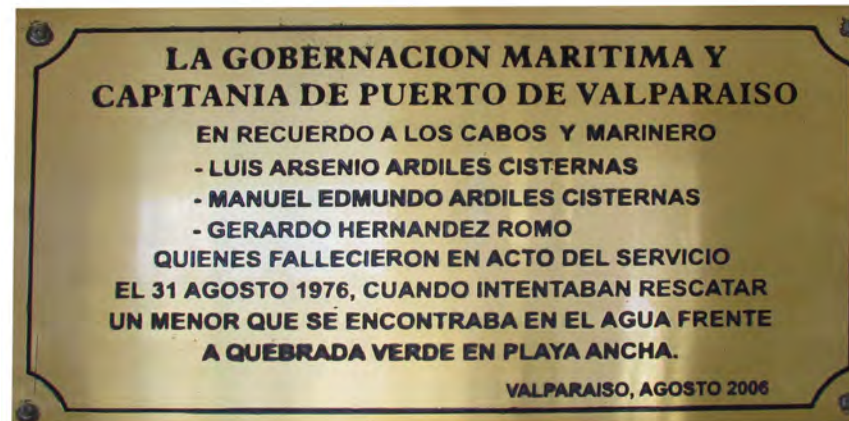 LA GOBERNACION MARITIMA Y
CAPITANIA DE PUERTO DE VALPARAISO
EN RECUERDO A LOS CABOS Y MARINERO
- LUIS ARSENIO ARDILES CISTERNAS
- MANUEL EDMUNDO ARDILES CISTERNAS
- GERARDO HERNANDEZ ROMO
QUIENES FALLECIERON EN ACTO DEL SERVICIO
EL 31 AGOSTO 1976, CUANDO INTENTABAN RESCATAR
UN MENOR QUE SE ENCONTRABA EN EL AGUA FRENTE
A QUEBRADA VERDE EN PLAYA ANCHA.
VALPARAISO, AGOSTO 2006